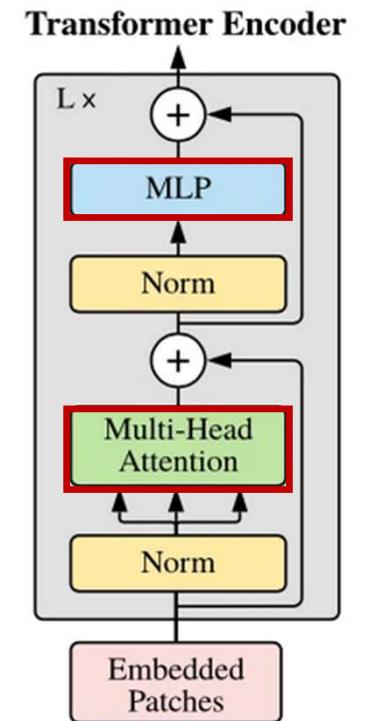 Transformer Encoder
L ×
+
MLP
Norm
+
Multi-Head
Attention
Norm
Embedded
Patches